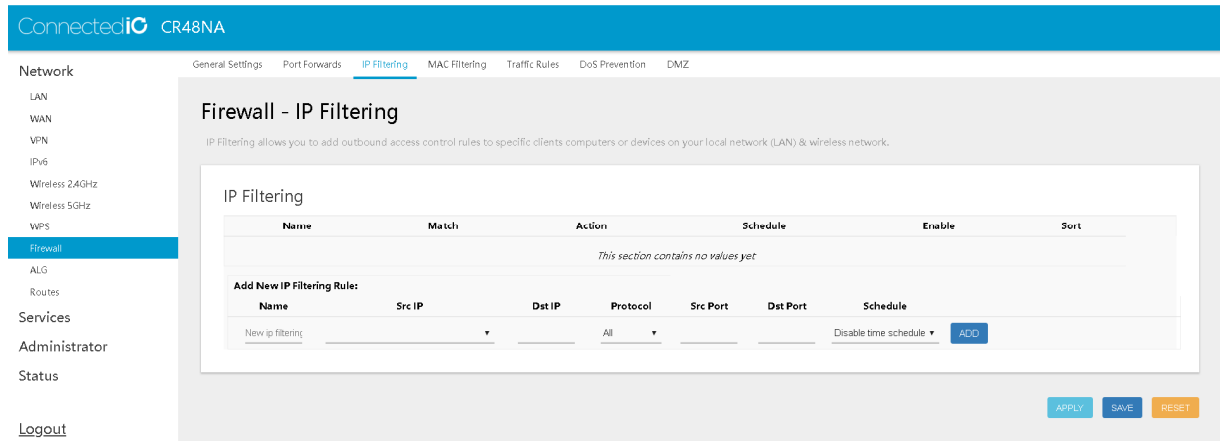 ConnectediO CR48NA
Network
LAN
WAN
VPN
IPv6
Wireless 2.4GHz
Wireless 5GHz
WPS
Firewall
ALG
Routes
Services
Administrator
Status
Logout
General Settings Port Forwards IP Filtering MAC Filtering Traffic Rules DoS Prevention DMZ
Firewall - IP Filtering
IP Filtering allows you to add outbound access control rules to specific clients computers or devices on your local network (LAN) & wireless network.
IP Filtering
Name Match Action Schedule Enable Sort
This section contains no values yet
Add New IP Filtering Rule:
Name Src IP Dst IP Protocol Src Port Dst Port Schedule
New ip filtering All Disable time schedule ADD
APPLY SAVE RESET